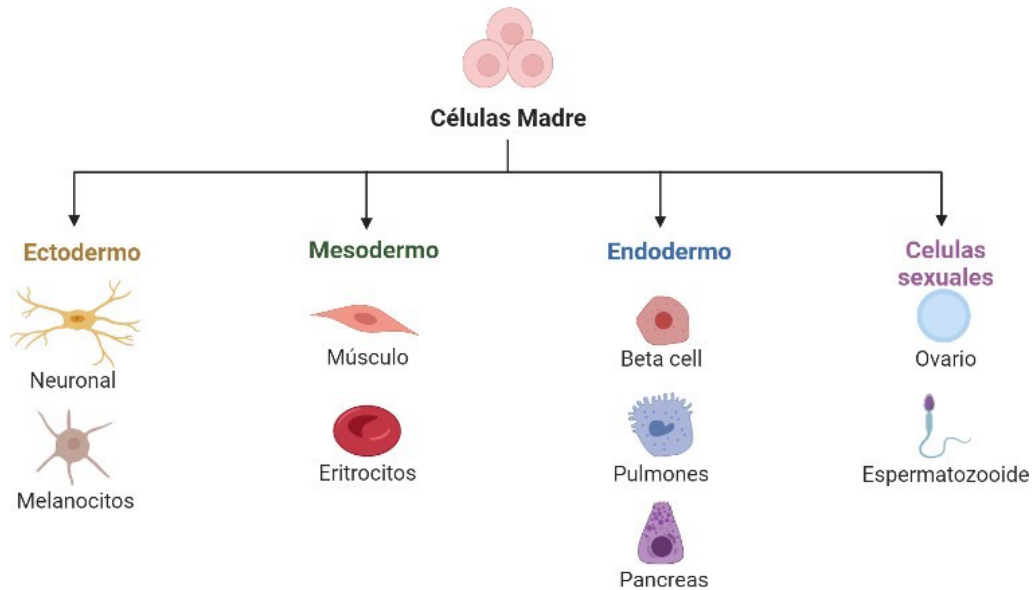 Células Madre
Ectodermo
Mesodermo
Endodermo
Celulas
sexuales
Neuronal
Músculo
Beta cell
Ovario
Melanocitos
Eritrocitos
Pulmones
Espermatozooide
Pancreas